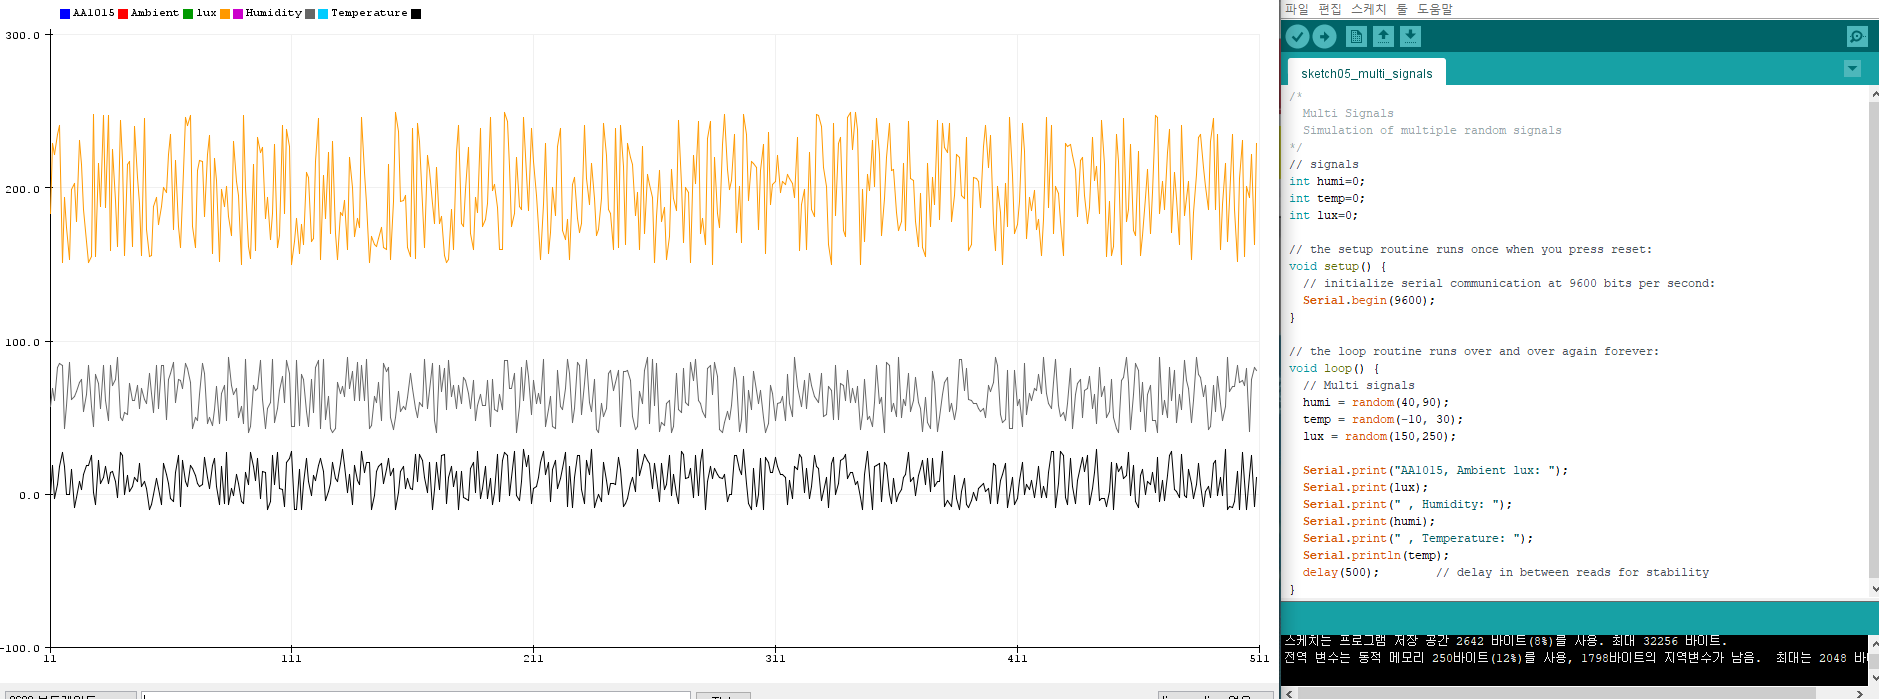 AA1015 Ambient lux Humidity Temperature
300.0
200.0
100.0
0.0
-100.0
11 111 211 311 411 511
파일 편집 스케치 툴 도움말
sketch05_multi_signals
/*
Multi Signals
Simulation of multiple random signals
*/
// signals
int humi=0;
int temp=0;
int lux=0;
// the setup routine runs once when you press reset:
void setup() {
// initialize serial communication at 9600 bits per second:
Serial.begin(9600);
}
// the loop routine runs over and over again forever:
void loop() {
// Multi signals
humi = random(40,90);
temp = random(-10, 30);
lux = random(150,250);
Serial.print("AA1015, Ambient lux: ");
Serial.print(lux);
Serial.print(" , Humidity: ");
Serial.print(humi);
Serial.print(" , Temperature: ");
Serial.println(temp);
delay(500); // delay in between reads for stability
}
스케치는 프로그램 저장 공간 2642 바이트(8%)를 사용. 최대 32256 바이트.
전역 변수는 동적 메모리 250바이트(12%)를 사용, 1798바이트의 지역변수가 남음. 최대는 2048 바